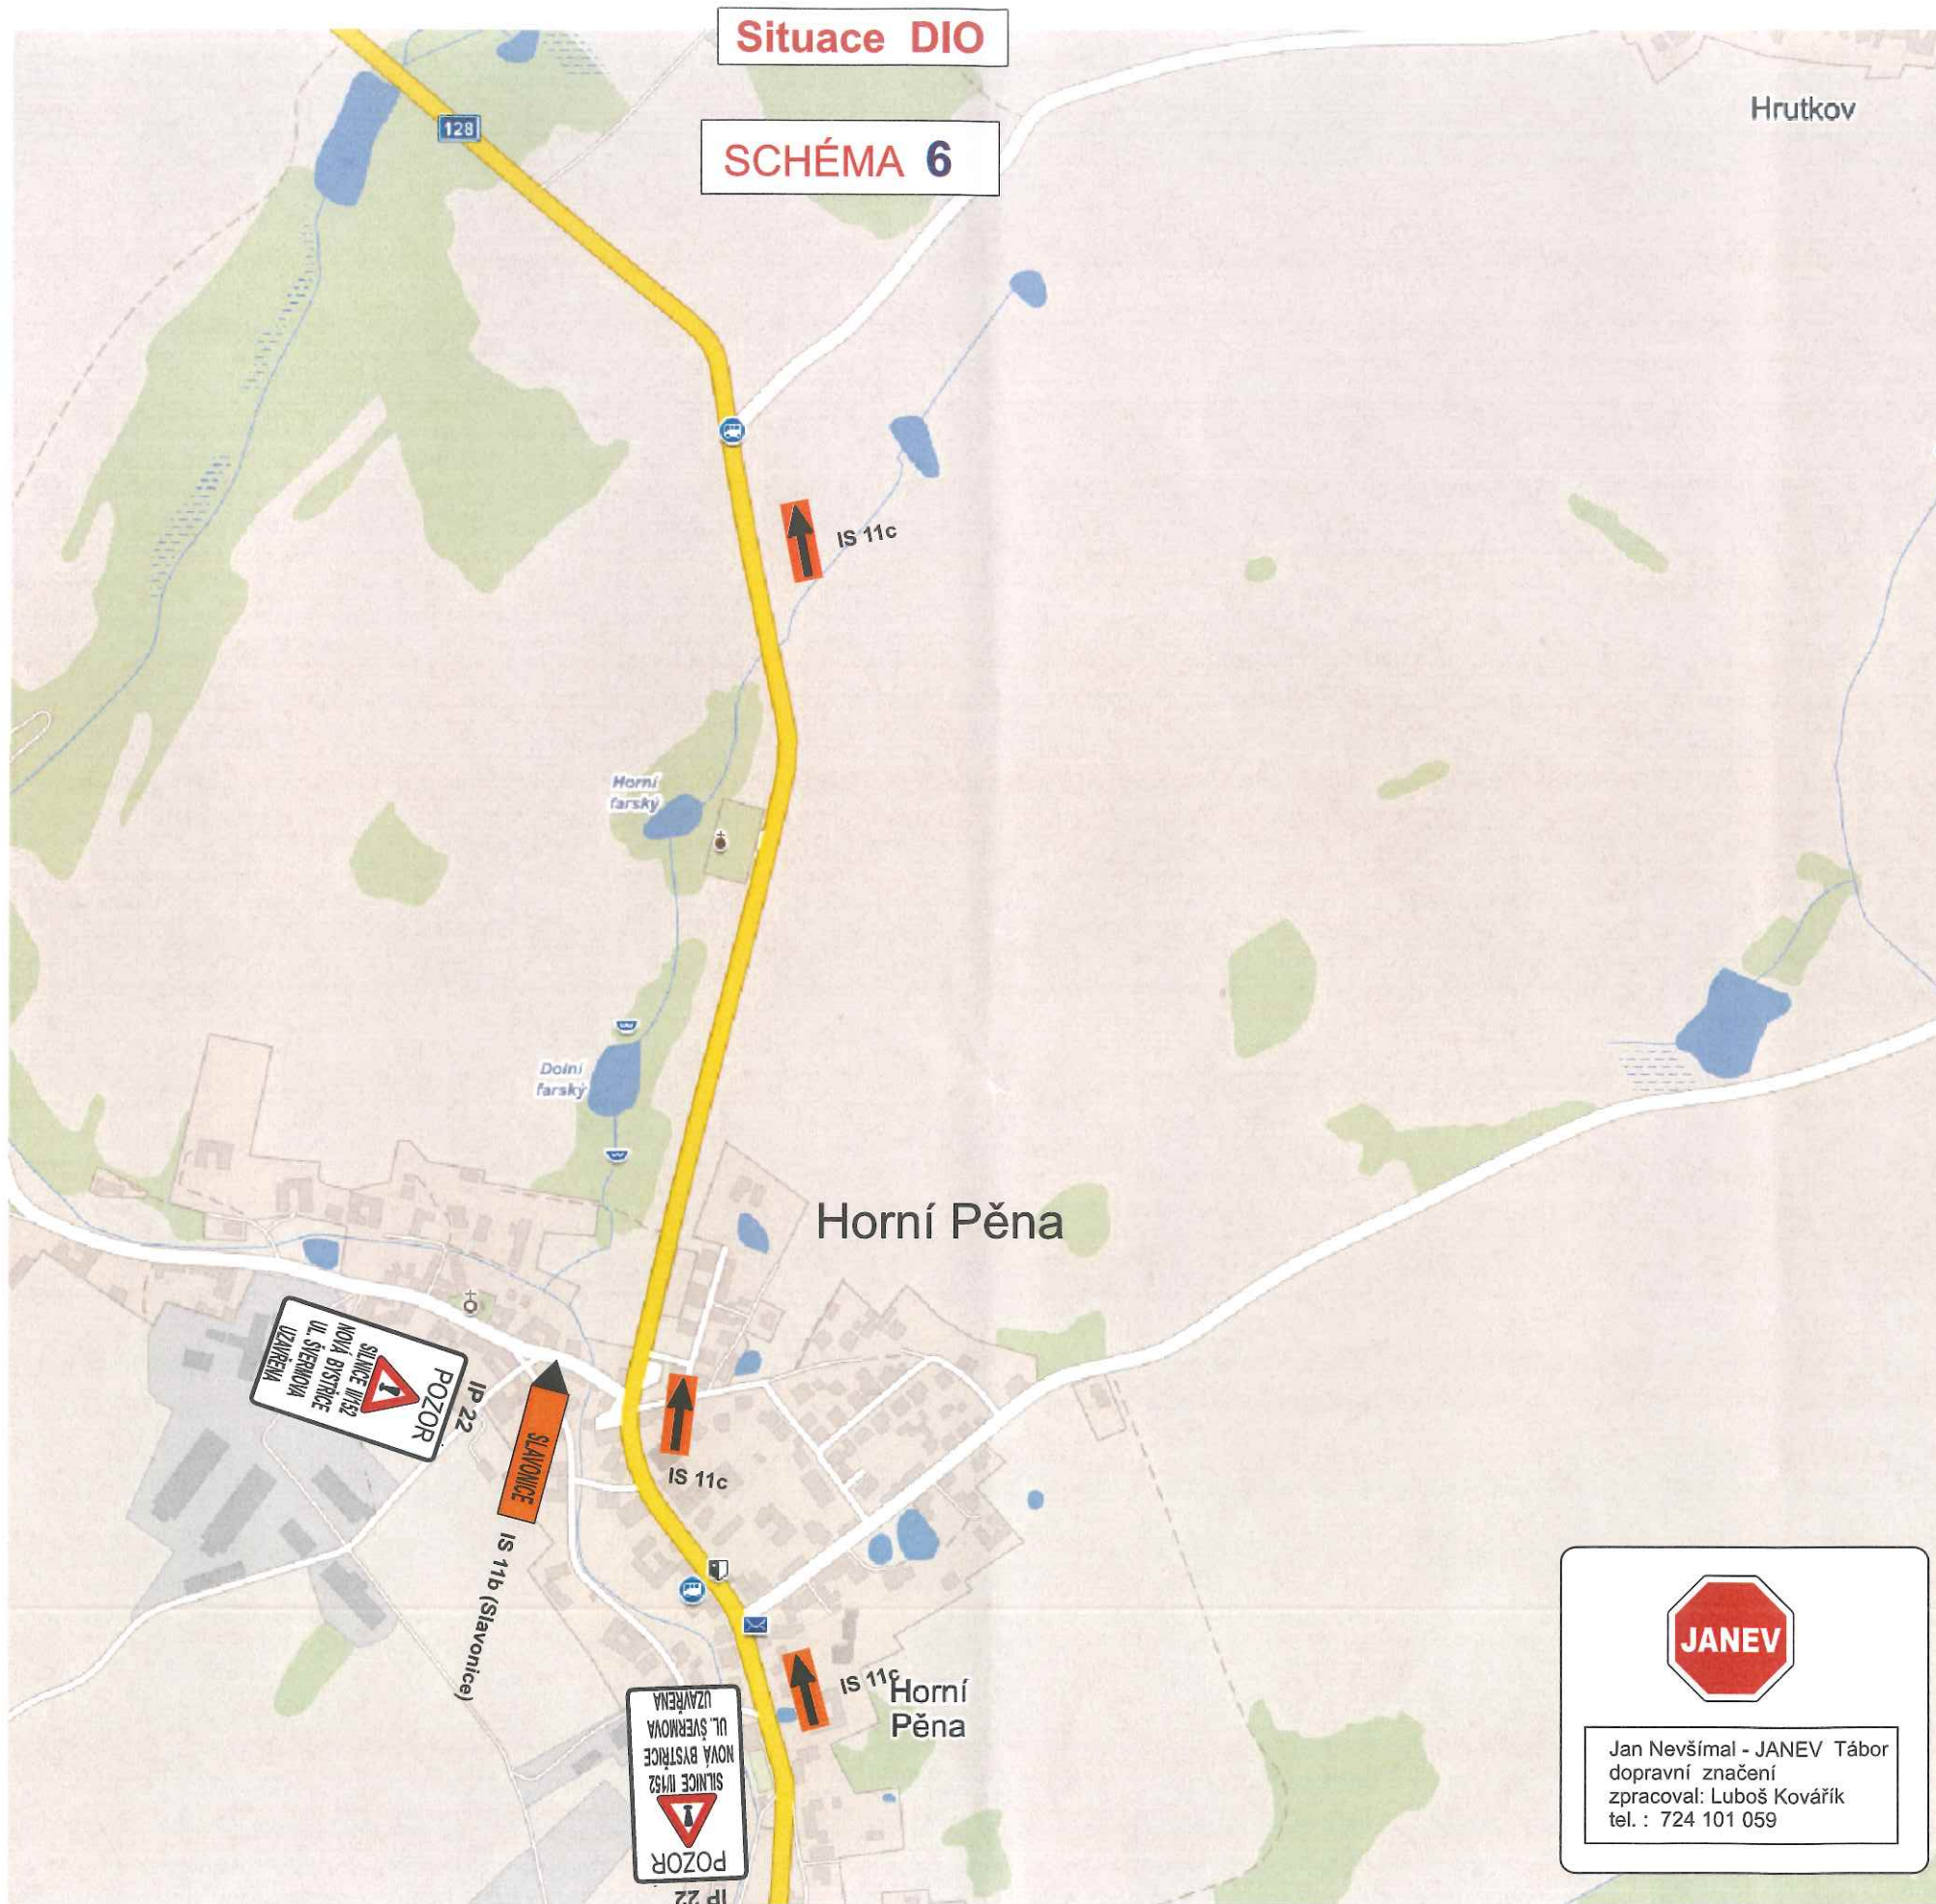 Situace DIO
SCHÉMA 6
Hrutkov
128
IS 11c
Horní
farský
Dolní
farský
Horní Pěna
POZOR
SILNICE II/152
NOVÁ BYSTŘICE
UL. ŠVERMOVA
UZAVŘENA
IP 22
SLAVONICE
IS 11b (Slavonice)
IS 11c
IS 11c
Horní
Pěna
POZOR
SILNICE II/152
NOVÁ BYSTŘICE
UL. ŠVERMOVA
UZAVŘENA
IP 22
JANEV
Jan Nevšímal - JANEV Tábor
dopravní značení
zpracoval: Luboš Kovářík
tel. : 724 101 059